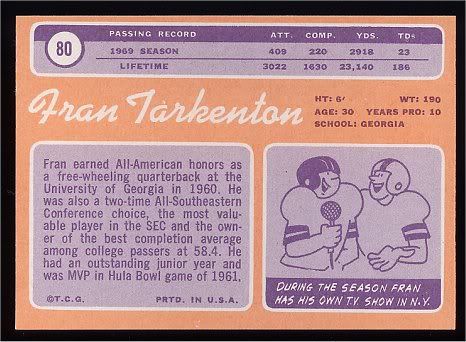 80
PASSING RECORD ATT. COMP. YDS. TDs
1969 SEASON 409 220 2918 23
LIFETIME 3022 1630 23,140 186
Fran Tarkenton
HT: 6' WT: 190
AGE: 30 YEARS PRO: 10
SCHOOL: GEORGIA
Fran earned All-American honors as
a free-wheeling quarterback at the
University of Georgia in 1960. He
was also a two-time All-Southeastern
Conference choice, the most valu-
able player in the SEC and the own-
er of the best completion average
among college passers at 58.4. He
had an outstanding junior year and
was MVP in Hula Bowl game of 1961.
©T.C.G. PRTD. IN U.S.A.
DURING THE SEASON FRAN
HAS HIS OWN T.V. SHOW IN N.Y.